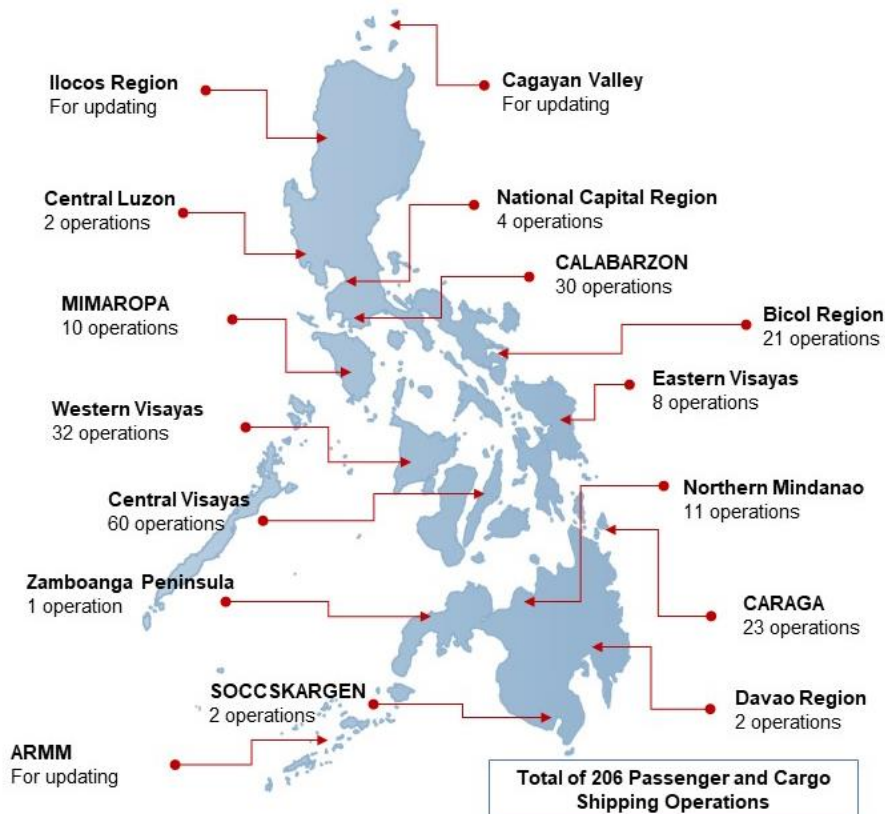 Ilocos Region
For updating
Cagayan Valley
For updating
Central Luzon
2 operations
National Capital Region
4 operations
CALABARZON
30 operations
MIMAROPA
10 operations
Bicol Region
21 operations
Eastern Visayas
8 operations
Western Visayas
32 operations
Northern Mindanao
11 operations
Central Visayas
60 operations
Zamboanga Peninsula
1 operation
CARAGA
23 operations
SOCCSKARGEN
2 operations
Davao Region
2 operations
ARMM
For updating
Total of 206 Passenger and Cargo
Shipping Operations